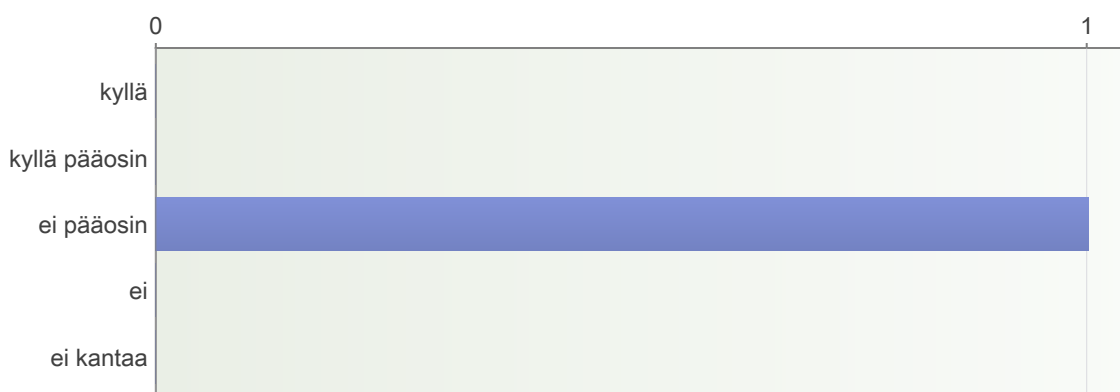 0 1
kyllä
kyllä pääosin
ei pääosin
ei
ei kantaa